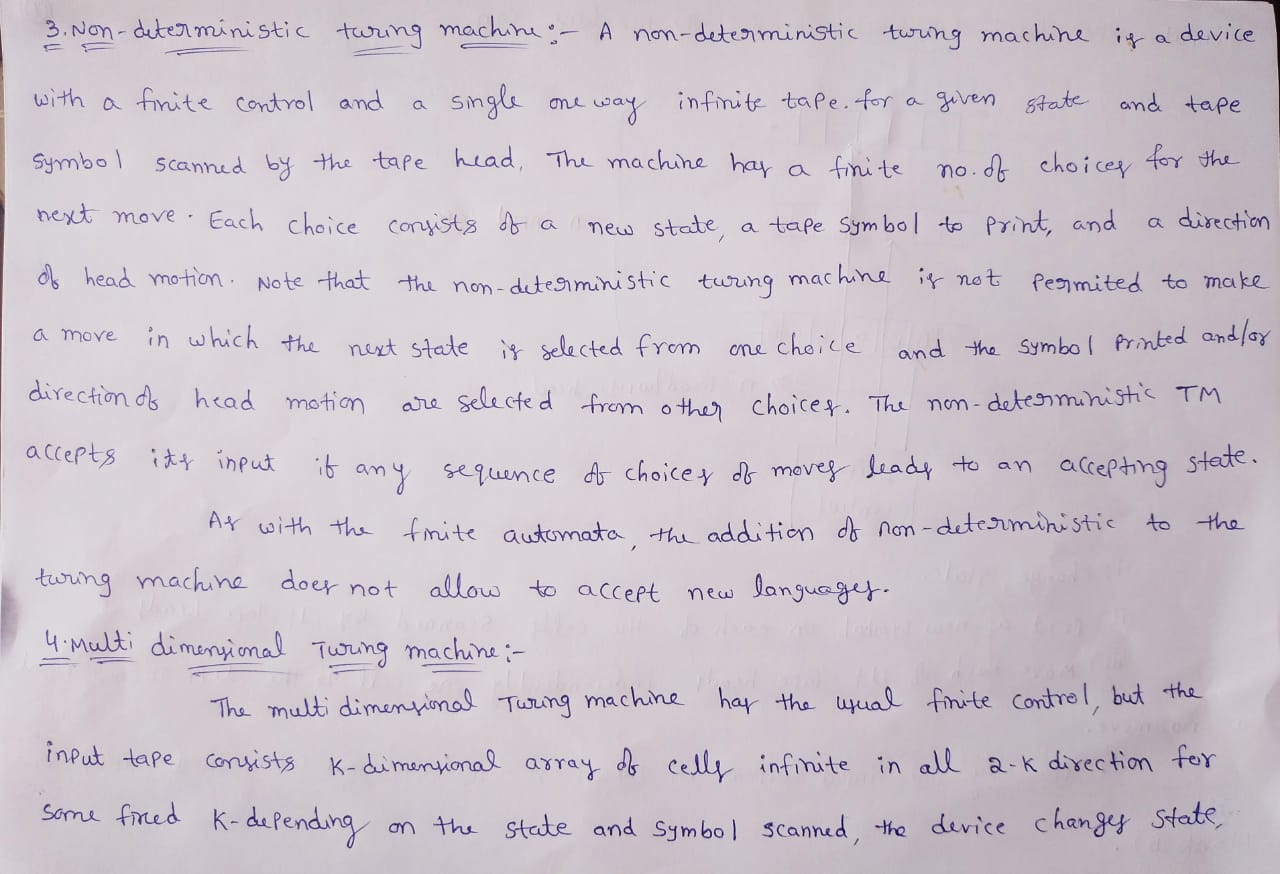 3. Non-deterministic turing machine :- A non-deterministic turing machine is a device
with a finite control and a single one way infinite tape. for a given state and tape
Symbol scanned by the tape head, The machine has a finite no. of choices for the
next move. Each choice consists of a new state, a tape symbol to print, and a direction
of head motion. Note that the non-deterministic turing machine is not Permited to make
a move in which the next state is selected from one choice and the symbol Printed and/or
direction of head motion are selected from other choices. The non-deterministic TM
accepts its input if any sequence of choices of moves leads to an accepting state.
As with the finite automata, the addition of non-deterministic to the
turing machine does not allow to accept new languages.
4. Multi dimensional Turing machine :-
The multi dimensional Turing machine has the usual finite control, but the
input tape consists K-dimensional array of cells infinite in all 2-K direction for
some fixed K-depending on the state and symbol scanned, the device changes state,